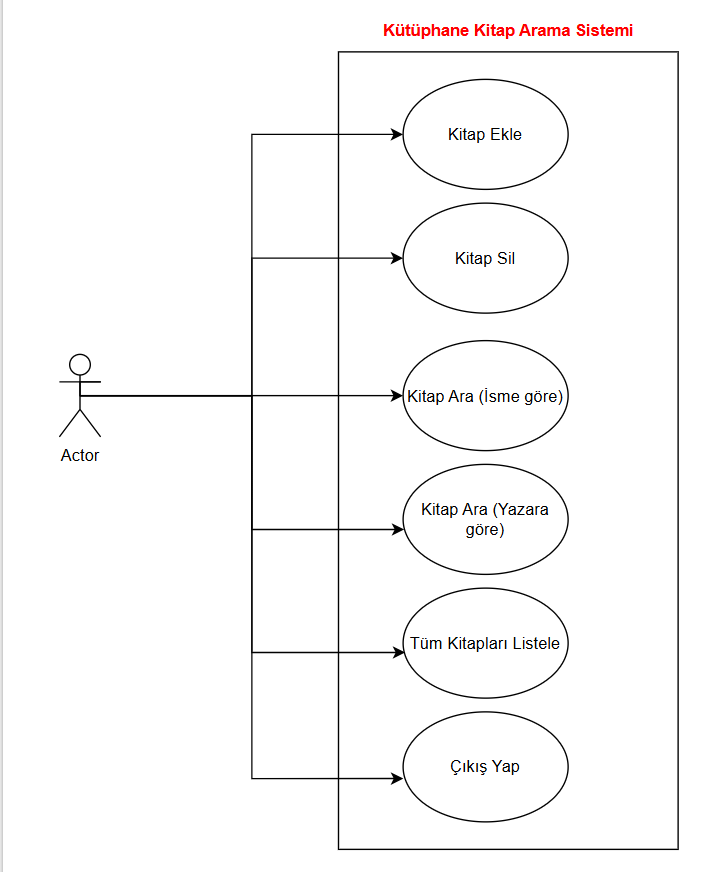 Kütüphane Kitap Arama Sistemi
Kitap Ekle
Kitap Sil
Kitap Ara (İsme göre)
Actor
Kitap Ara (Yazara
göre)
Tüm Kitapları Listele
Çıkış Yap